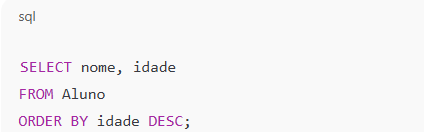 sql
SELECT nome, idade
FROM Aluno
ORDER BY idade DESC;